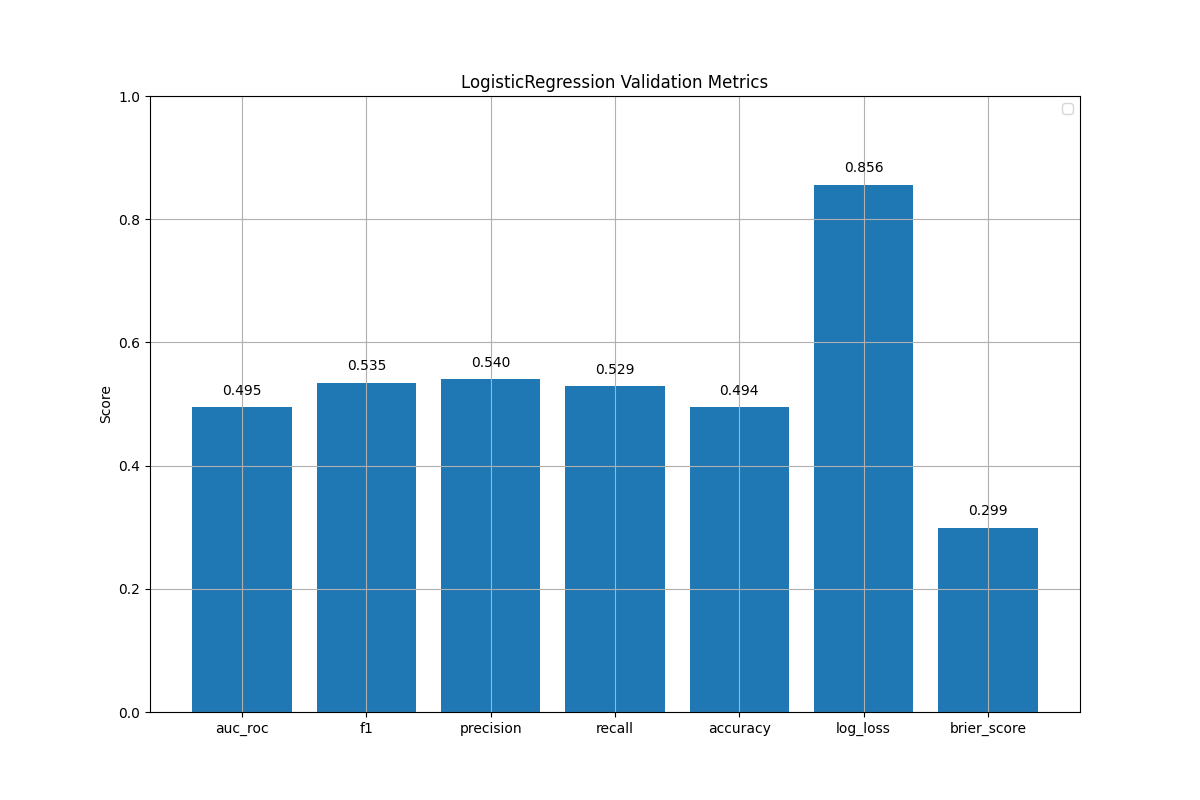 LogisticRegression Validation Metrics
1.0
0.8
0.6
0.4
0.2
0.0
Score
0.495
0.535
0.540
0.529
0.494
0.856
0.299
auc_roc
f1
precision
recall
accuracy
log_loss
brier_score